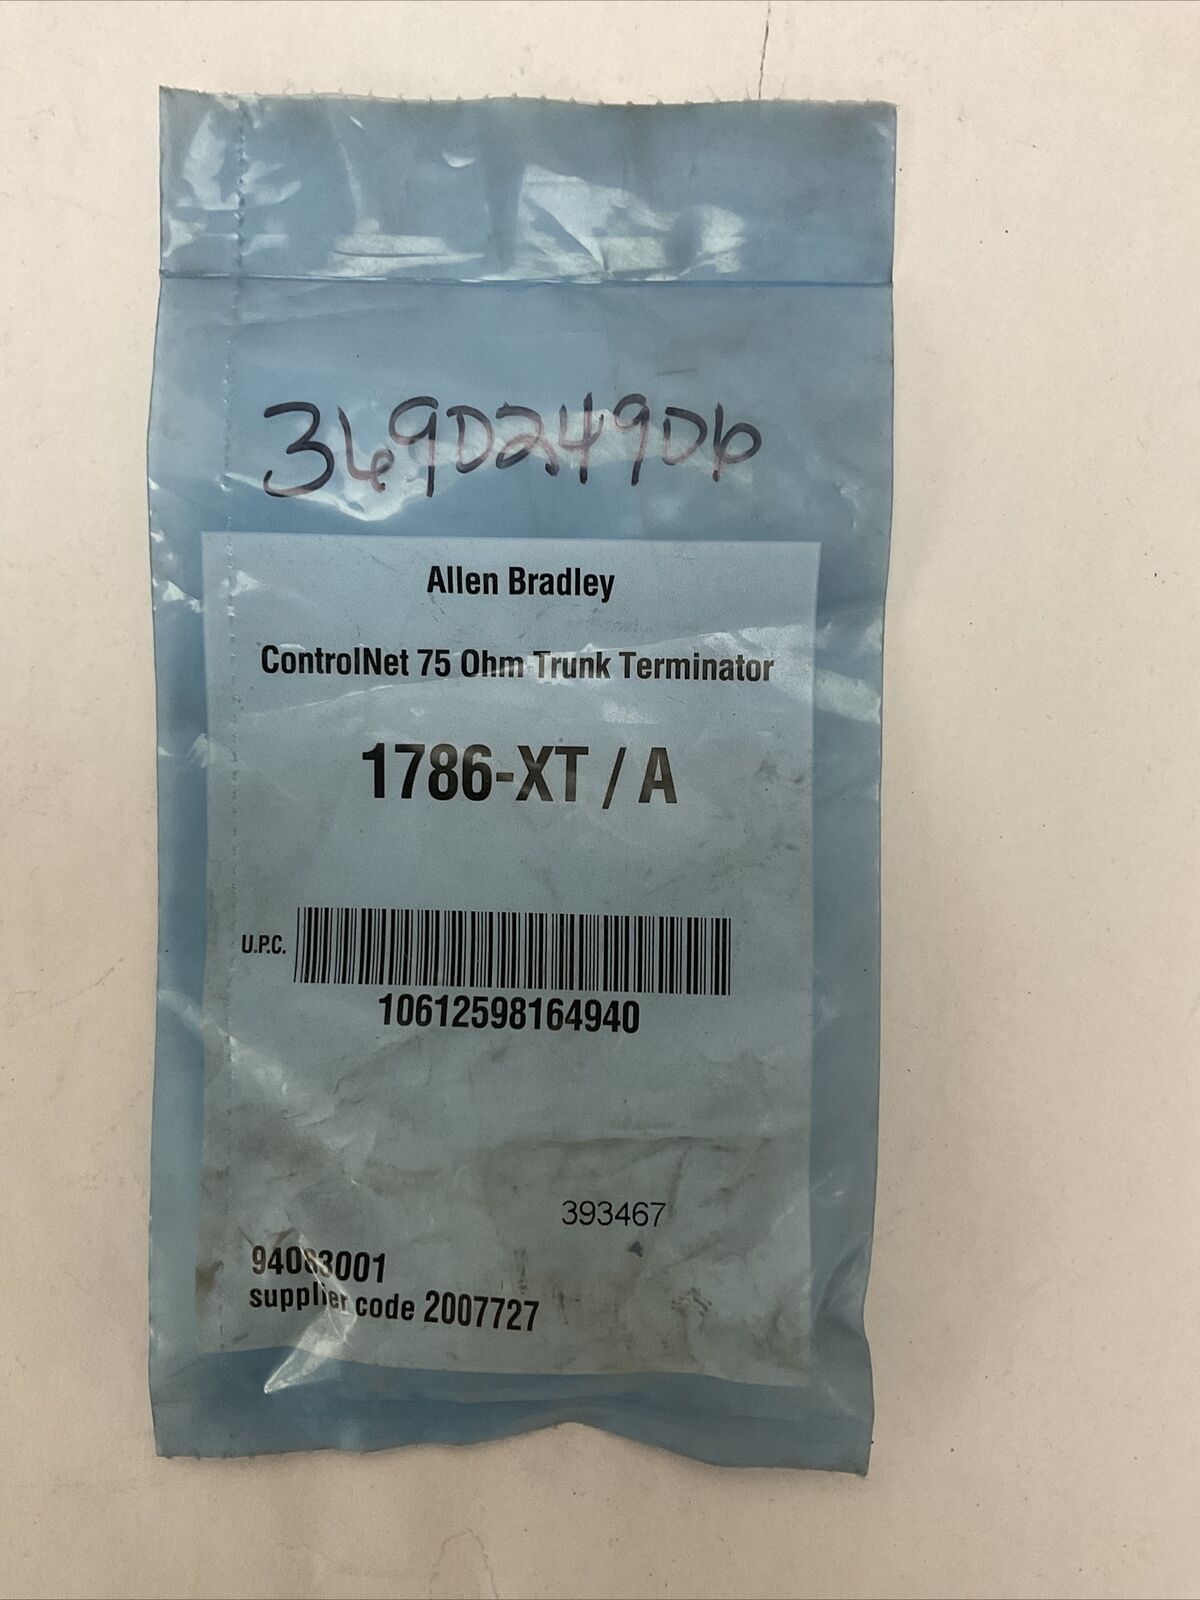 369D249D6
Allen Bradley
ControlNet 75 Ohm Trunk Terminator
1786-XT / A
U.P.C.
10612598164940
393467
94083001
supplier code 2007727